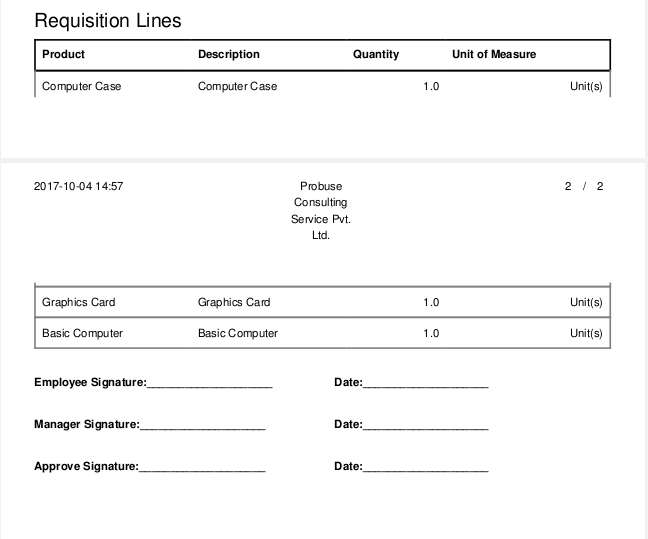 Requisition Lines
Product Description Quantity Unit of Measure
Computer Case Computer Case 1.0 Unit(s)
2017-10-04 14:57
Probuse
Consulting
Service Pvt.
Ltd.
2 / 2
Graphics Card Graphics Card 1.0 Unit(s)
Basic Computer Basic Computer 1.0 Unit(s)
Employee Signature:____________________ Date:____________________
Manager Signature:____________________ Date:____________________
Approve Signature:____________________ Date:____________________